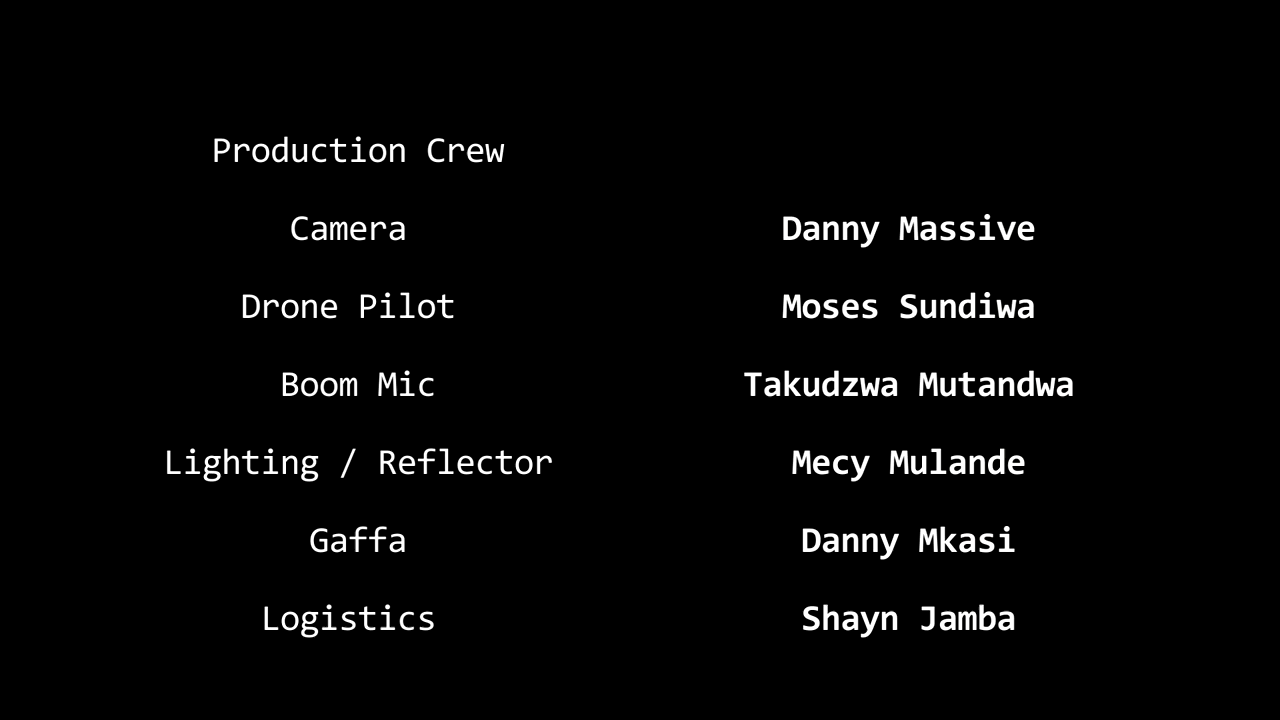 Production Crew
Camera Danny Massive
Drone Pilot Moses Sundiwa
Boom Mic Takudzwa Mutandwa
Lighting / Reflector Mecy Mulande
Gaffa Danny Mkasi
Logistics Shayn Jamba